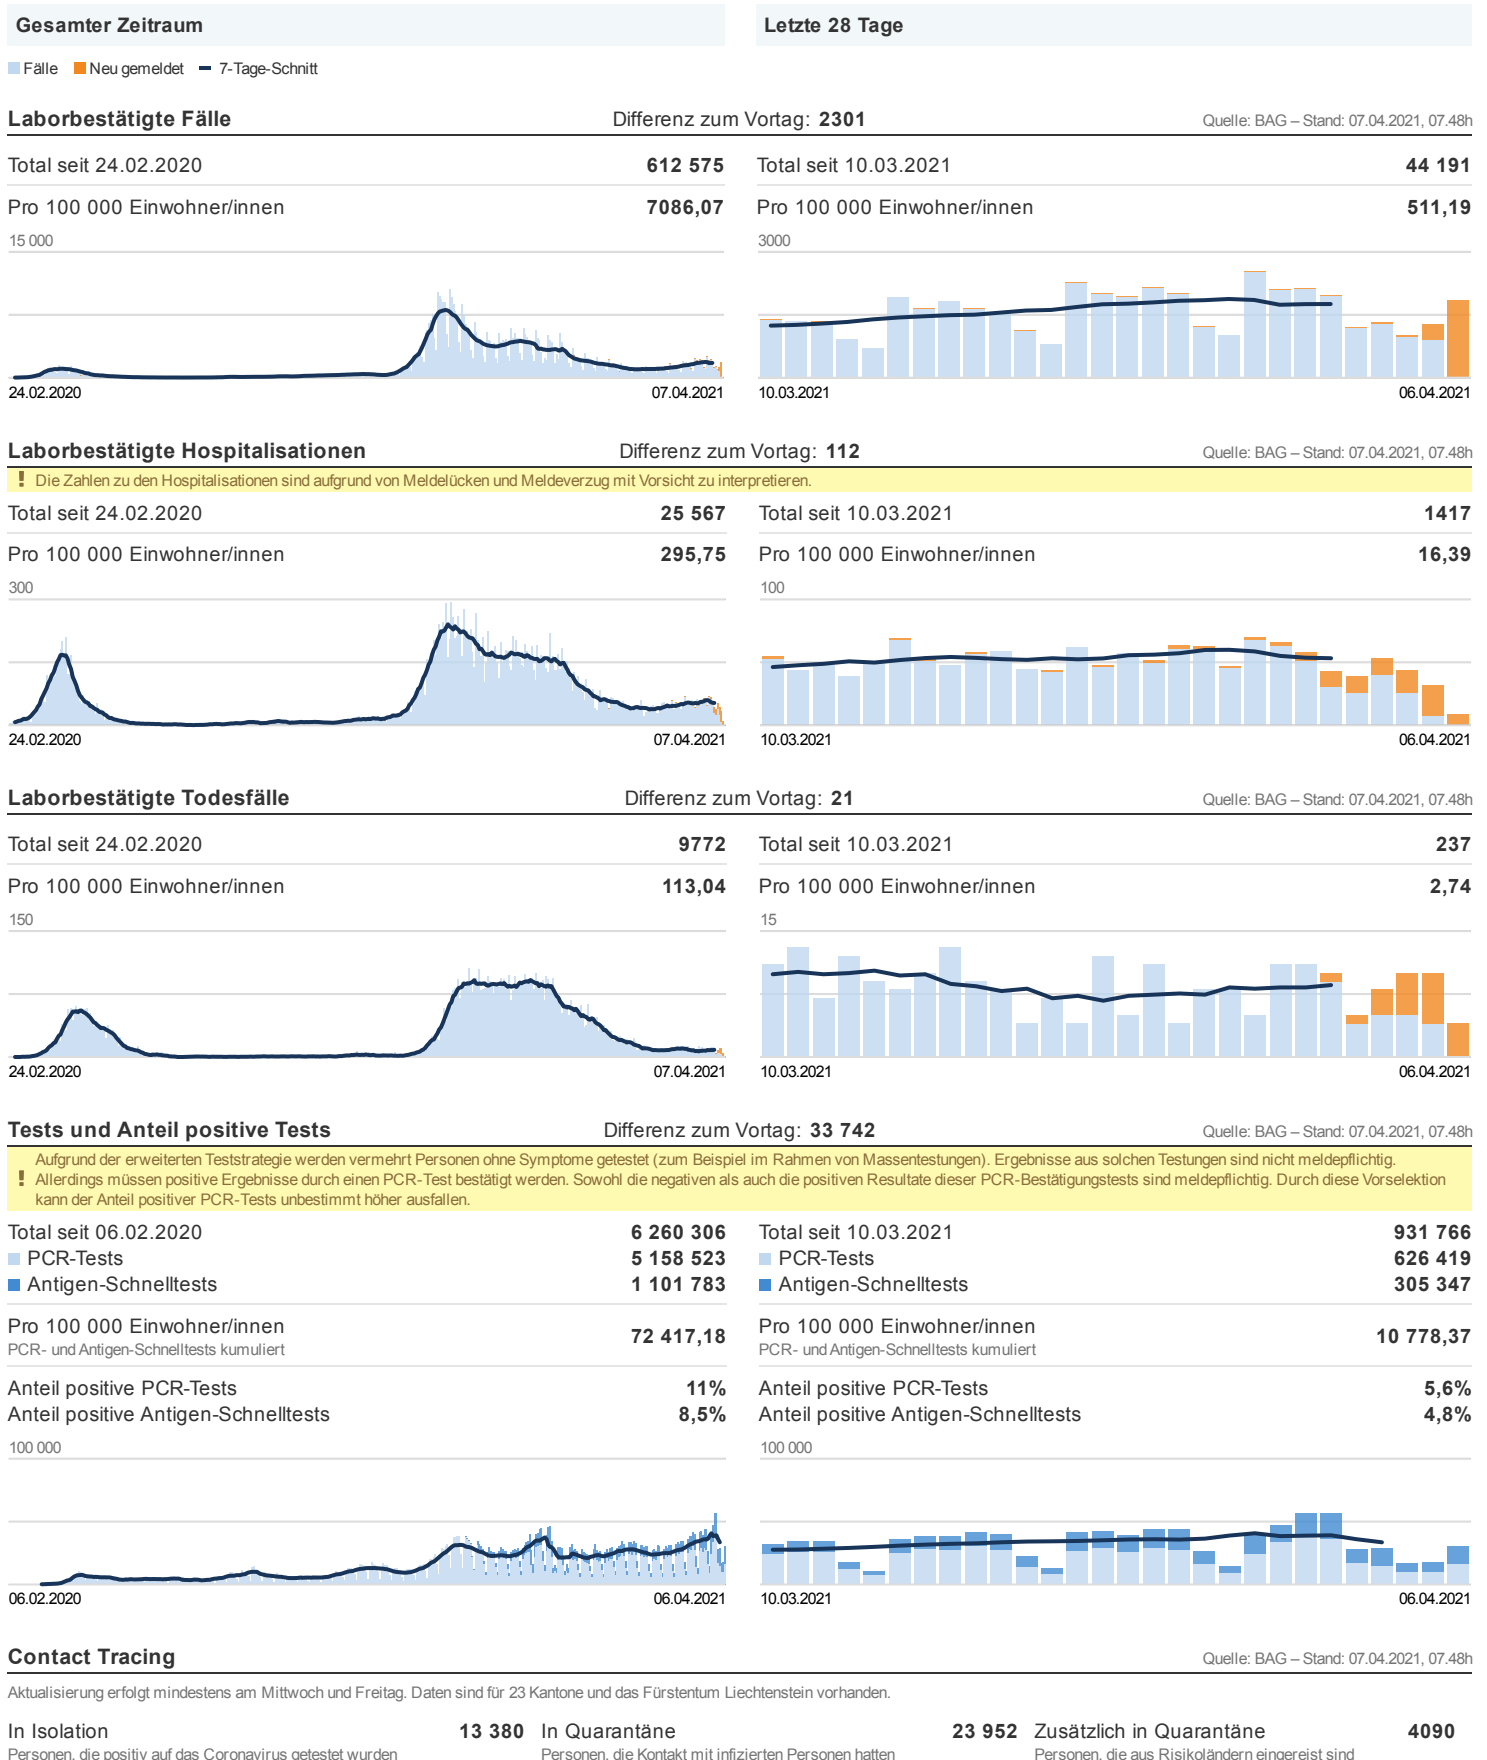 Gesamter Zeitraum
Letzte 28 Tage
Fälle Neu gemeldet 7-Tage-Schnitt
Laborbestätigte Fälle Differenz zum Vortag: 2301 Quelle: BAG – Stand: 07.04.2021, 07.48h
Total seit 24.02.2020 612 575
Total seit 10.03.2021 44 191
Pro 100 000 Einwohner/innen 7086,07
Pro 100 000 Einwohner/innen 511,19
15 000
3000
24.02.2020 07.04.2021
10.03.2021 06.04.2021
Laborbestätigte Hospitalisationen Differenz zum Vortag: 112 Quelle: BAG – Stand: 07.04.2021, 07.48h
! Die Zahlen zu den Hospitalisationen sind aufgrund von Meldelücken und Meldeverzug mit Vorsicht zu interpretieren.
Total seit 24.02.2020 25 567
Total seit 10.03.2021 1417
Pro 100 000 Einwohner/innen 295,75
Pro 100 000 Einwohner/innen 16,39
300
100
24.02.2020 07.04.2021
10.03.2021 06.04.2021
Laborbestätigte Todesfälle Differenz zum Vortag: 21 Quelle: BAG – Stand: 07.04.2021, 07.48h
Total seit 24.02.2020 9772
Total seit 10.03.2021 237
Pro 100 000 Einwohner/innen 113,04
Pro 100 000 Einwohner/innen 2,74
150
15
24.02.2020 07.04.2021
10.03.2021 06.04.2021
Tests und Anteil positive Tests Differenz zum Vortag: 33 742 Quelle: BAG – Stand: 07.04.2021, 07.48h
Aufgrund der erweiterten Teststrategie werden vermehrt Personen ohne Symptome getestet (zum Beispiel im Rahmen von Massentestungen). Ergebnisse aus solchen Testungen sind nicht meldepflichtig.
! Allerdings müssen positive Ergebnisse durch einen PCR-Test bestätigt werden. Sowohl die negativen als auch die positiven Resultate dieser PCR-Bestätigungstests sind meldepflichtig. Durch diese Vorselektion
kann der Anteil positiver PCR-Tests unbestimmt höher ausfallen.
Total seit 06.02.2020 6 260 306
PCR-Tests 5 158 523
Antigen-Schnelltests 1 101 783
Total seit 10.03.2021 931 766
PCR-Tests 626 419
Antigen-Schnelltests 305 347
Pro 100 000 Einwohner/innen 72 417,18
PCR- und Antigen-Schnelltests kumuliert
Pro 100 000 Einwohner/innen 10 778,37
PCR- und Antigen-Schnelltests kumuliert
Anteil positive PCR-Tests 11%
Anteil positive Antigen-Schnelltests 8,5%
Anteil positive PCR-Tests 5,6%
Anteil positive Antigen-Schnelltests 4,8%
100 000
100 000
06.02.2020 06.04.2021
10.03.2021 06.04.2021
Contact Tracing Quelle: BAG – Stand: 07.04.2021, 07.48h
Aktualisierung erfolgt mindestens am Mittwoch und Freitag. Daten sind für 23 Kantone und das Fürstentum Liechtenstein vorhanden.
In Isolation 13 380
Personen, die positiv auf das Coronavirus getestet wurden
In Quarantäne 23 952
Personen, die Kontakt mit infizierten Personen hatten
Zusätzlich in Quarantäne 4090
Personen, die aus Risikoländern eingereist sind